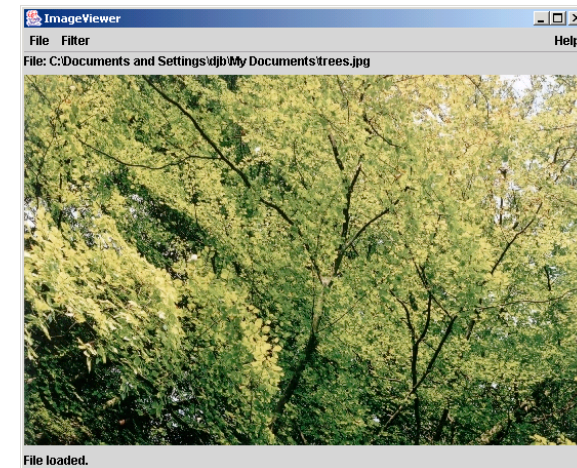 ImageViewer
File Filter Help
File: C:\Documents and Settings\djb\My Documents\trees.jpg
File loaded.